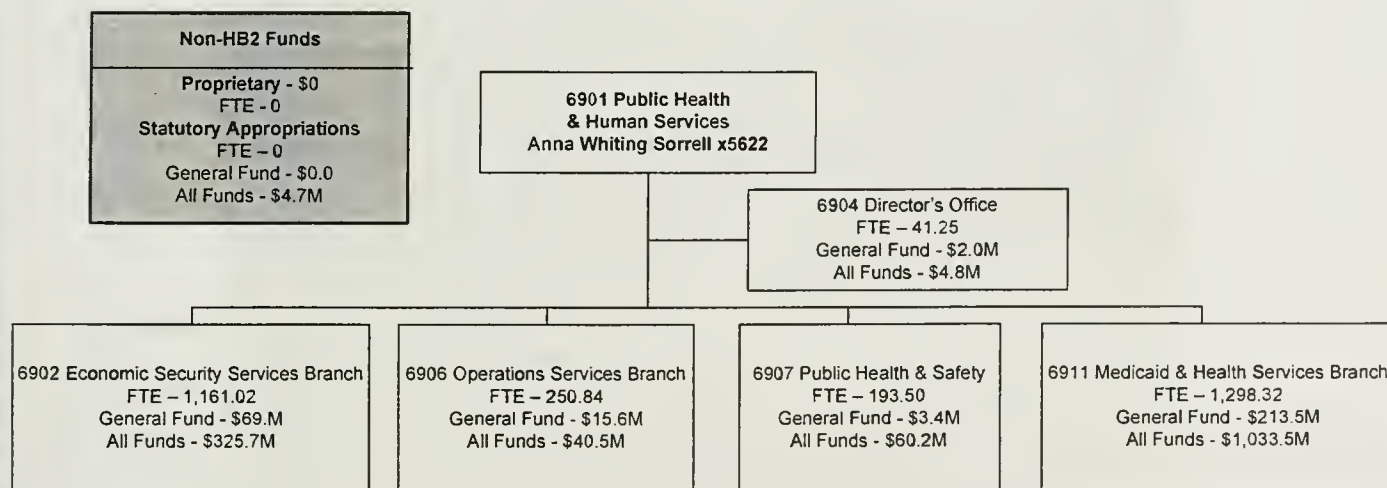 Non-HB2 Funds
Proprietary - $0
FTE - 0
Statutory Appropriations
FTE – 0
General Fund - $0.0
All Funds - $4.7M
6901 Public Health
& Human Services
Anna Whiting Sorrell x5622
6904 Director's Office
FTE – 41.25
General Fund - $2.0M
All Funds - $4.8M
6902 Economic Security Services Branch
FTE – 1,161.02
General Fund - $69.M
All Funds - $325.7M
6906 Operations Services Branch
FTE – 250.84
General Fund - $15.6M
All Funds - $40.5M
6907 Public Health & Safety
FTE – 193.50
General Fund - $3.4M
All Funds - $60.2M
6911 Medicaid & Health Services Branch
FTE – 1,298.32
General Fund - $213.5M
All Funds - $1,033.5M